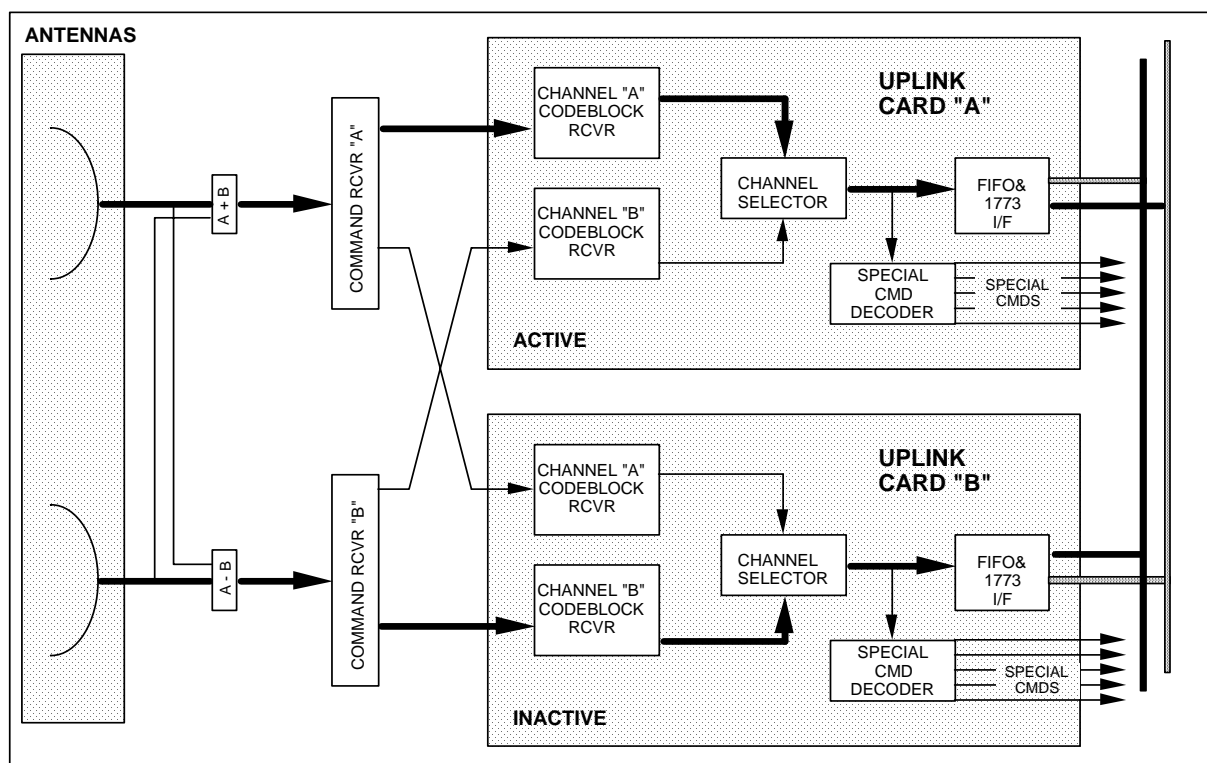 ANTENNAS
A + B
A - B
COMMAND RCVR "A"
COMMAND RCVR "B"
UPLINK
CARD "A"
CHANNEL "A"
CODEBLOCK
RCVR
CHANNEL "B"
CODEBLOCK
RCVR
CHANNEL
SELECTOR
FIFO&
1773
I/F
SPECIAL
CMD
DECODER
SPECIAL
CMDS
ACTIVE
UPLINK
CARD "B"
CHANNEL "A"
CODEBLOCK
RCVR
CHANNEL "B"
CODEBLOCK
RCVR
CHANNEL
SELECTOR
FIFO&
1773
I/F
SPECIAL
CMD
DECODER
SPECIAL
CMDS
INACTIVE